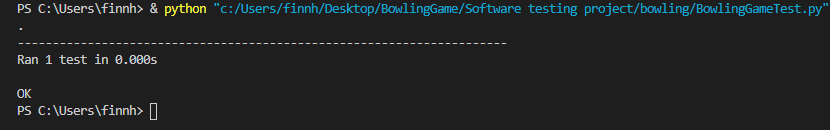 PS C:\Users\finnh> & python "c:/Users/finnh/Desktop/BowlingGame/Software testing project/bowling/BowlingGameTest.py"
.
----------------------------------------------------------------------
Ran 1 test in 0.000s
OK
PS C:\Users\finnh>